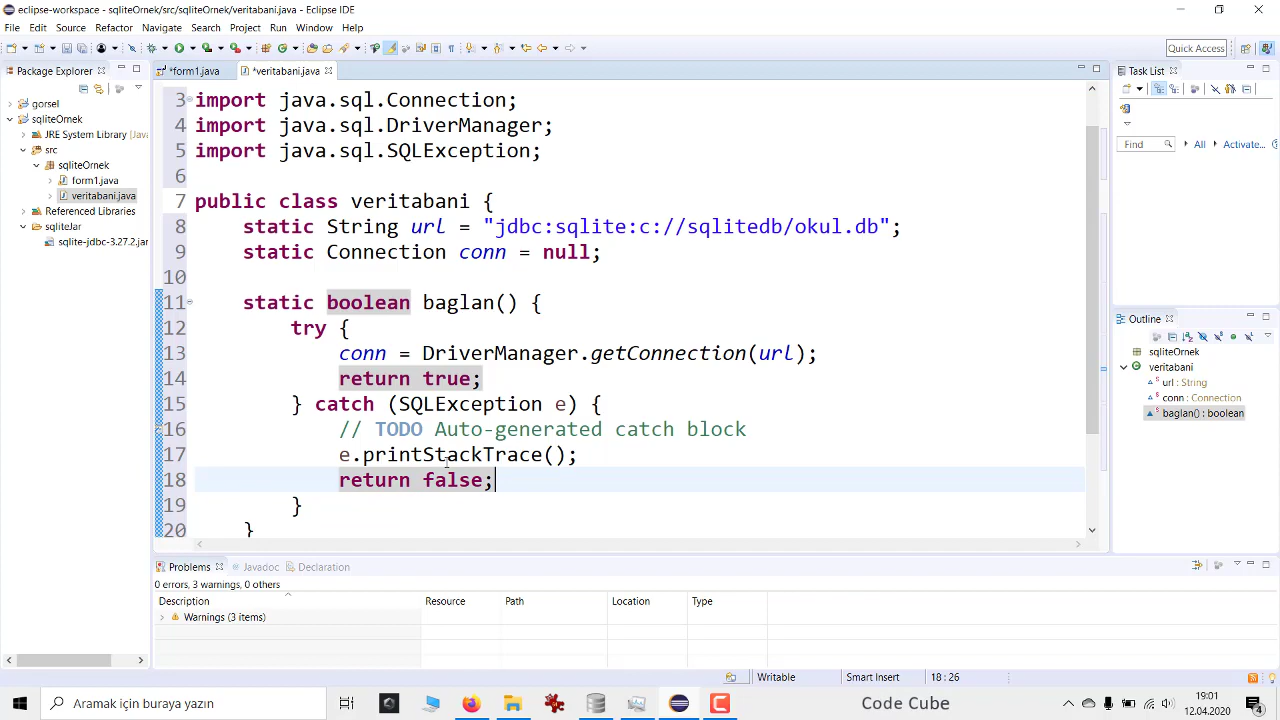 eclipse-workspace - sqliteOrnek/src/sqliteOrnek/veritabani.java - Eclipse IDE
File Edit Source Refactor Navigate Search Project Run Window Help
Quick Access
Package Explorer
*form1.java
*veritabani.java
Task List
gorsel
sqliteOrnek
JRE System Library [Java
src
sqliteOrnek
form1.java
veritabani.java
Referenced Libraries
sqlitelar
sqlite-jdbc-3.27.2.jar
3 import java.sql.Connection;
4 import java.sql.DriverManager;
5 import java.sql.SQLException;
6
7 public class veritabani {
8 static String url = "jdbc:sqlite:c://sqlitedb/okul.db";
9 static Connection conn = null;
10
11 static boolean baglan() {
12 try {
13 conn = DriverManager.getConnection(url);
14 return true;
15 } catch (SQLException e) {
16 // TODO Auto-generated catch block
17 e.printStackTrace();
18 return false;
19 }
20 }
Find All Activate...
Outline
sqliteOrnek
veritabani
url : String
conn : Connection
baglan() : boolean
Problems Javadoc Declaration
0 errors, 3 warnings, 0 others
Description Resource Path Location Type
Warnings (3 items)
Writable Smart Insert 18 : 26
Aramak için buraya yazın
Code Cube
19:01
12.04.2020
4